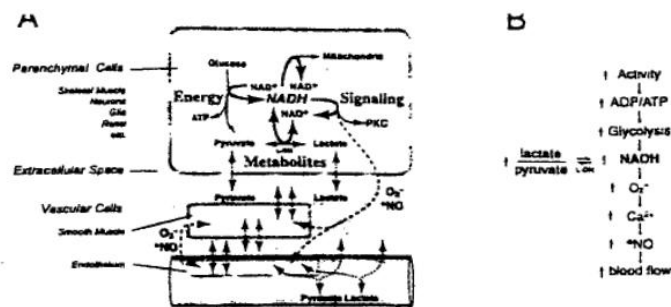 A
Parenchymal Cells
Skeletal Muscle
Neurons
Glia
Renal
etc.
Extracellular Space
Vascular Cells
Smooth Muscle
Endothelium
Glucose
Mitochondria
NAD⁺
NAD⁺
Energy
NADH
Signaling
NAD⁺
ATP
PKC
LDH
Pyruvate
Lactate
Metabolites
Pyruvate
Lactate
O₂⁻
•NO
O₂⁻
•NO
Pyruvate Lactate
B
↑ Activity
↑ ADP/ATP
↑ Glycolysis
↑ lactate
pyruvate
LDH
↑ NADH
↑ O₂⁻
↑ Ca²⁺
↑ •NO
↑ blood flow